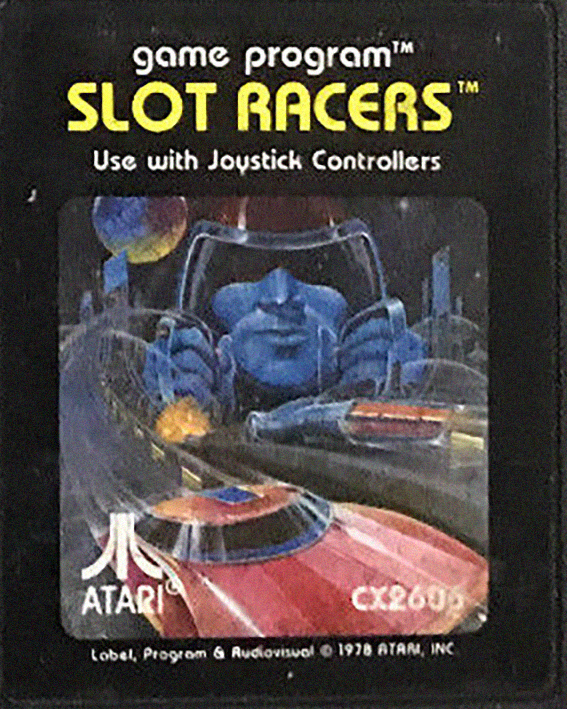 game program™
SLOT RACERS™
Use with Joystick Controllers
ATARI®
CX2606
Label, Program & Audiovisual © 1978 ATARI, INC.